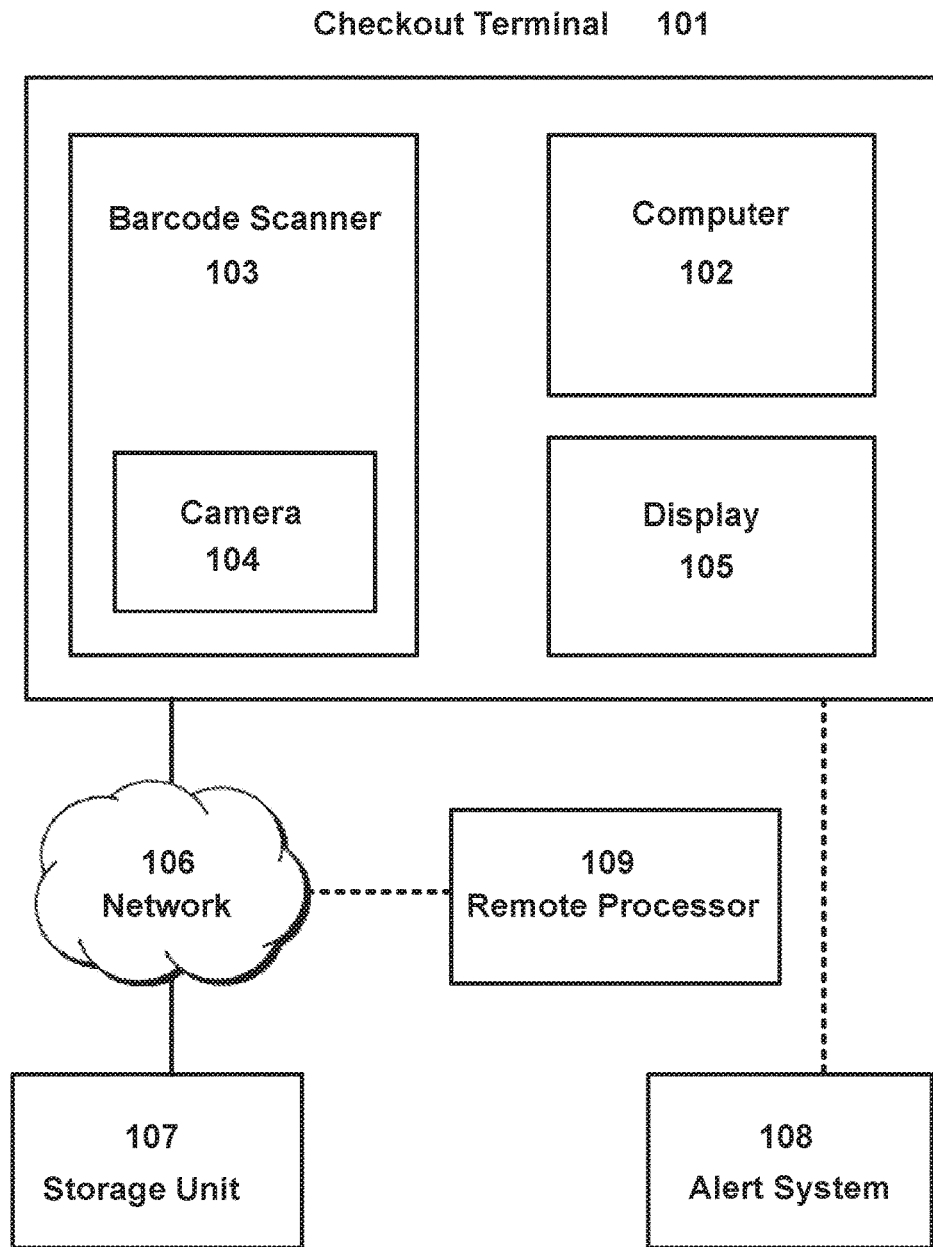 Checkout Terminal 101
Barcode Scanner
103
Computer
102
Camera
104
Display
105
106
Network
109
Remote Processor
107
Storage Unit
108
Alert System